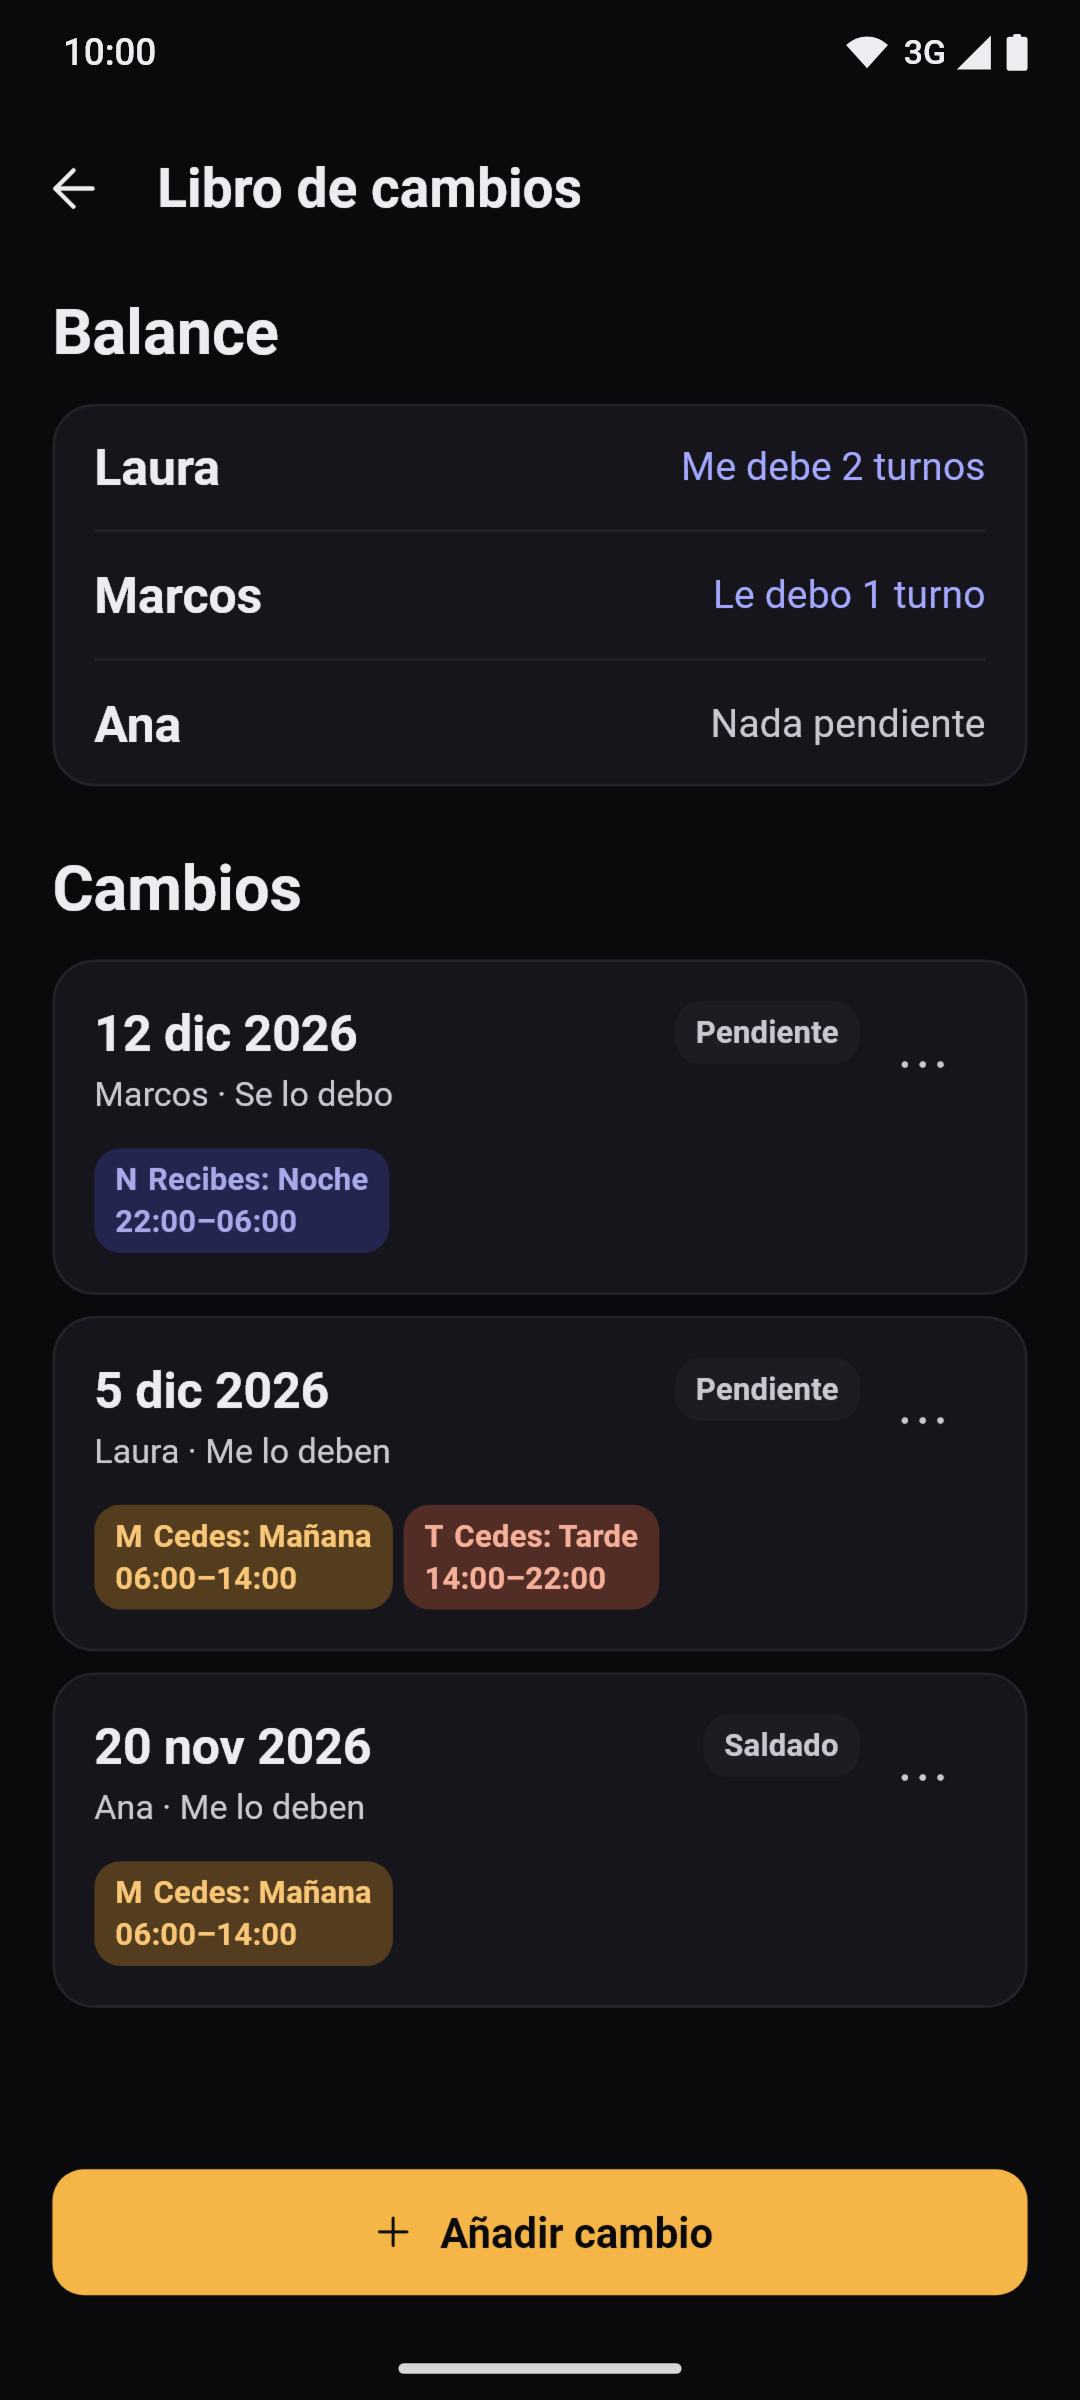 10:00
3G
Libro de cambios
Balance
Laura
Me debe 2 turnos
Marcos
Le debo 1 turno
Ana
Nada pendiente
Cambios
12 dic 2026
Pendiente
Marcos · Se lo debo
N Recibes: Noche
22:00–06:00
5 dic 2026
Pendiente
Laura · Me lo deben
M Cedes: Mañana
06:00–14:00
T Cedes: Tarde
14:00–22:00
20 nov 2026
Saldado
Ana · Me lo deben
M Cedes: Mañana
06:00–14:00
+ Añadir cambio